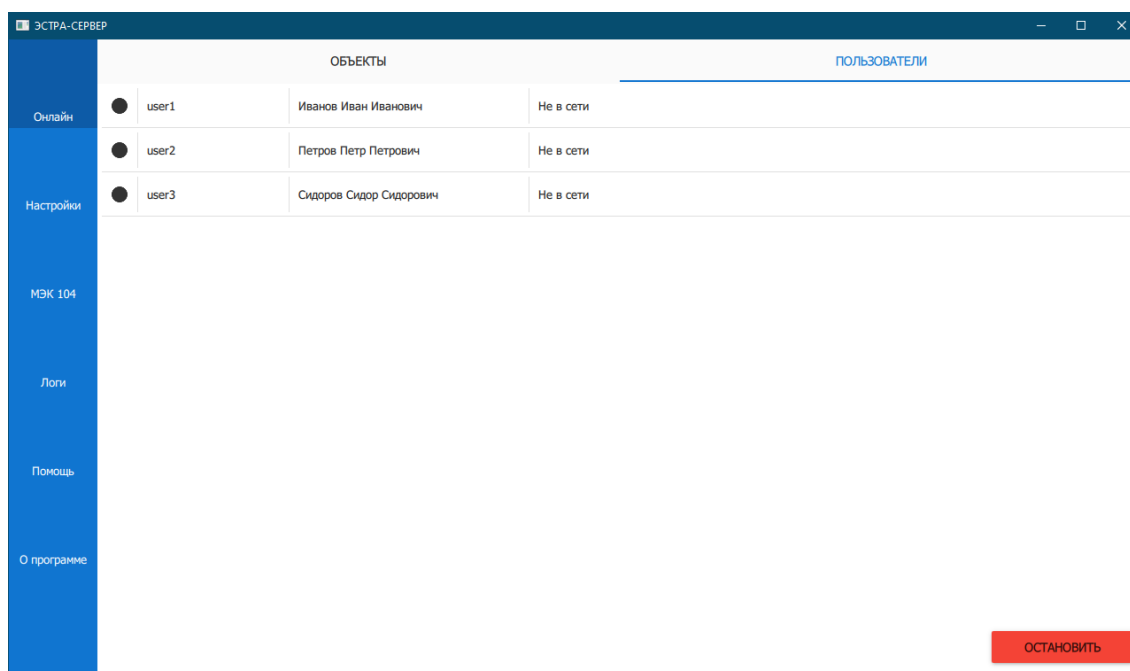 ЭСТРА-СЕРВЕР
ОБЪЕКТЫ ПОЛЬЗОВАТЕЛИ
Онлайн
user1 Иванов Иван Иванович Не в сети
user2 Петров Петр Петрович Не в сети
Настройки
user3 Сидоров Сидор Сидорович Не в сети
МЭК 104
Логи
Помощь
О программе
ОСТАНОВИТЬ